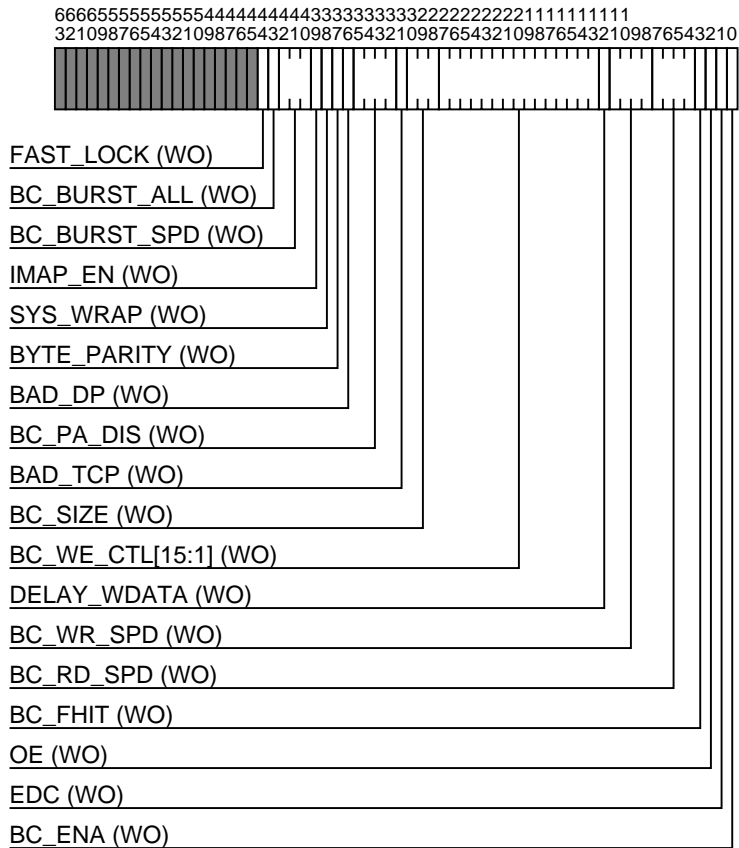 666655555555554444444444333333333322222222221111111111
3210987654321098765432109876543210987654321098765432109876543210
FAST_LOCK (WO)
BC_BURST_ALL (WO)
BC_BURST_SPD (WO)
IMAP_EN (WO)
SYS_WRAP (WO)
BYTE_PARITY (WO)
BAD_DP (WO)
BC_PA_DIS (WO)
BAD_TCP (WO)
BC_SIZE (WO)
BC_WE_CTL[15:1] (WO)
DELAY_WDATA (WO)
BC_WR_SPD (WO)
BC_RD_SPD (WO)
BC_FHIT (WO)
OE (WO)
EDC (WO)
BC_ENA (WO)